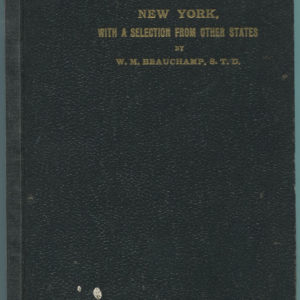 NEW YORK,
WITH A SELECTION FROM OTHER STATES
BY
W. M. BEAUCHAMP, S. T. D.